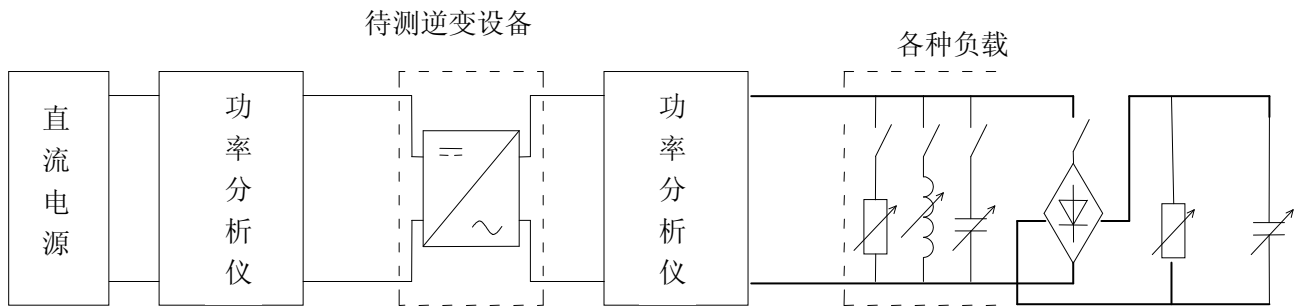 待测逆变设备
各种负载
直流电源
功率分析仪
功率分析仪